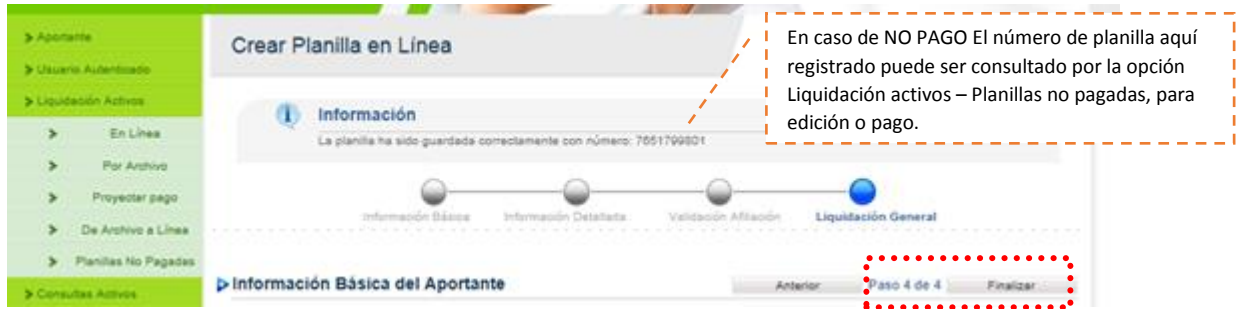 Aportante
Usuario Autenticado
Liquidación Activos
En Línea
Por Archivo
Proyectar pago
De Archivo a Línea
Planillas No Pagadas
Consultas Activos
Crear Planilla en Línea
Información
La planilla ha sido guardada correctamente con número: 7651799801
Información Básica
Información Detallada
Validación Afiliación
Liquidación General
Información Básica del Aportante
Anterior
Paso 4 de 4
Finalizar
En caso de NO PAGO El número de planilla aquí
registrado puede ser consultado por la opción
Liquidación activos – Planillas no pagadas, para
edición o pago.